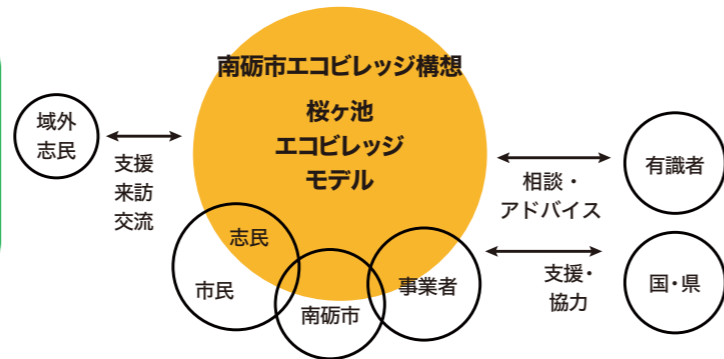 南砺市エコビレッジ構想
桜ヶ池
エコビレッジ
モデル
域外
志民
支援
来訪
交流
志民
市民
南砺市
事業者
相談・
アドバイス
有識者
支援・
協力
国・県